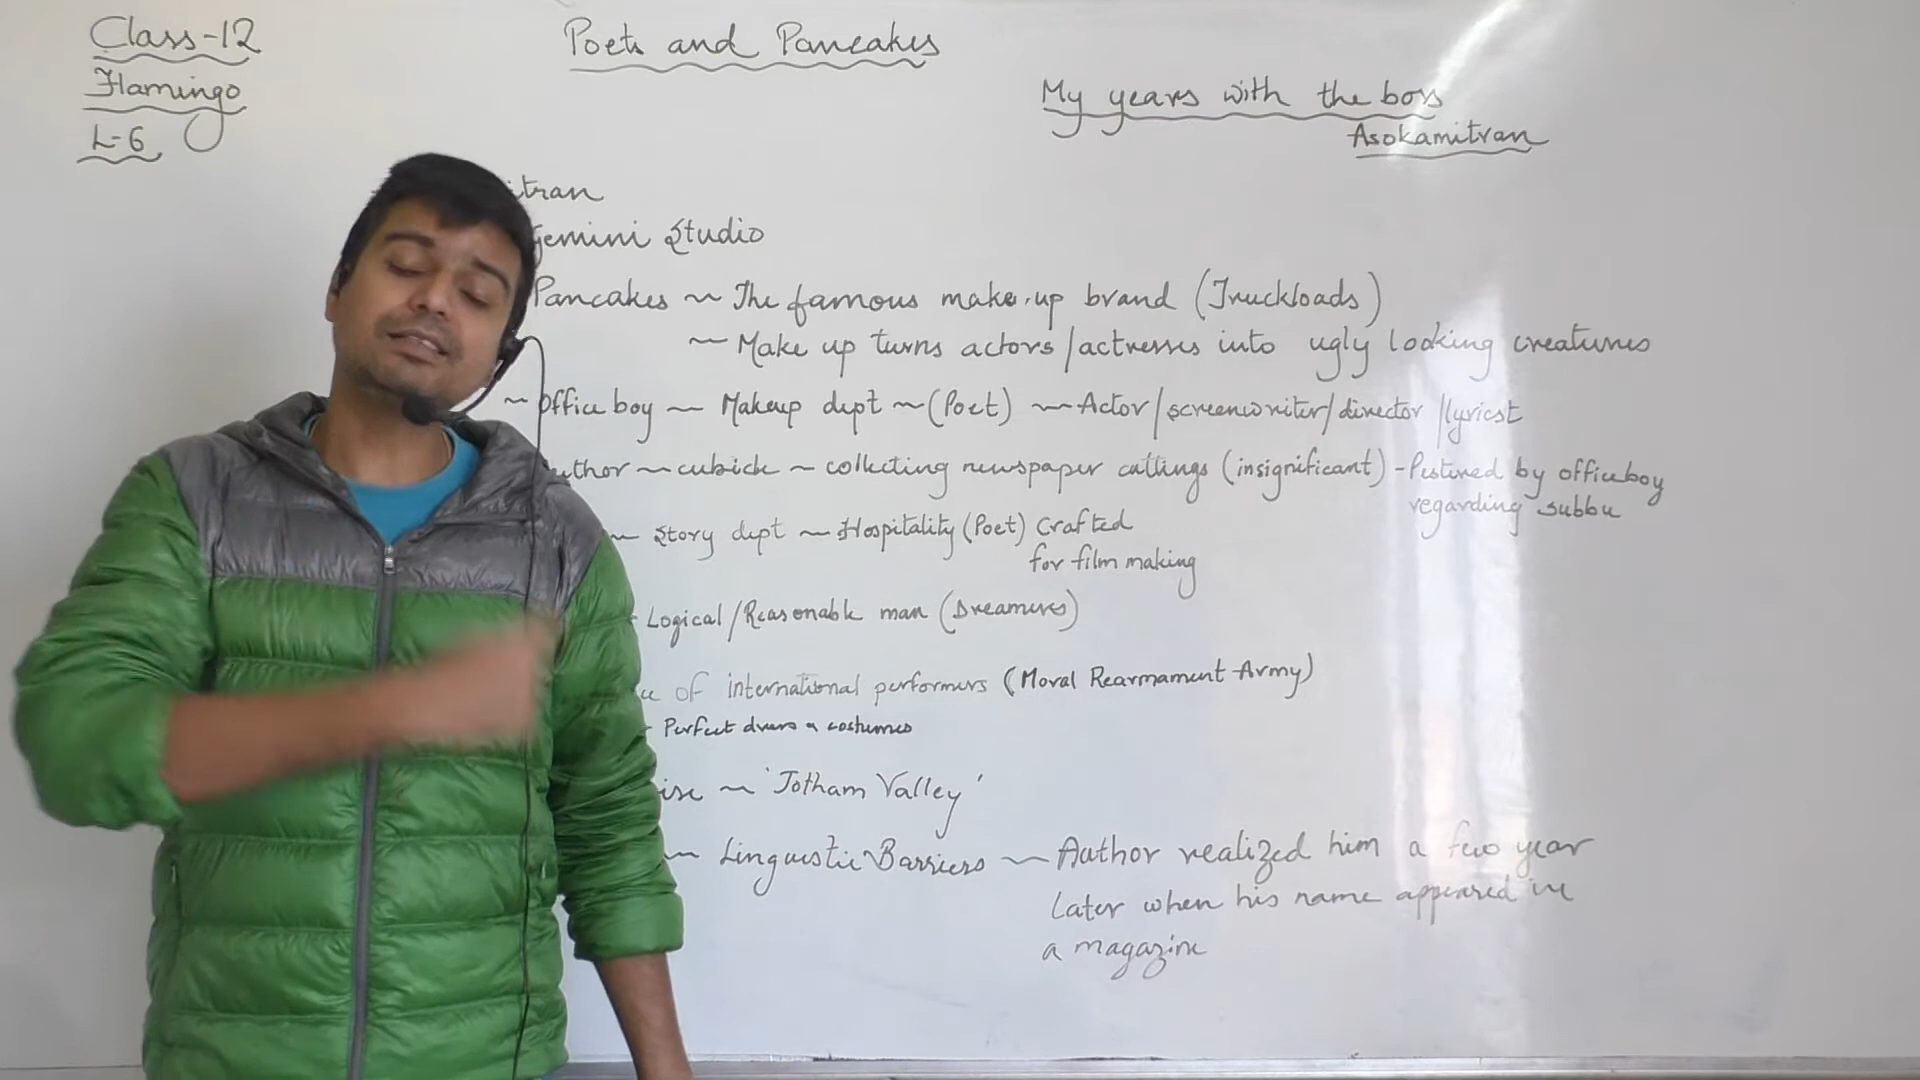 Class-12
Flamingo
L-6
Poets and Pancakes
My years with the boss
Asokamitran
itran
Gemini Studio
Pancakes ~ The famous make-up brand (Truckloads)
~ Make up turns actors/actresses into ugly looking creatures
~ Office boy ~ Makeup dept ~ (Poet) ~ Actor/screenwriter/director/lyricst
uthor ~ cubicle ~ collecting newspaper cuttings (insignificant) - Pestered by officeboy
regarding subbu
~ Story dept ~ Hospitality (Poet) Crafted
for film making
- Logical/Reasonable man (Dreamers)
of international performers (Moral Rearmament Army)
- Perfect dress & costumes
ise ~ 'Jotham Valley'
~ Linguistic Barriers ~ Author realized him a few year
later when his name appeared in
a magazine